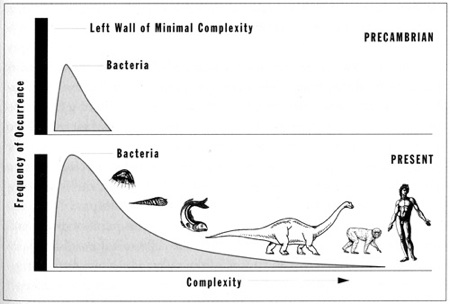 Left Wall of Minimal Complexity
PRECAMBRIAN
Bacteria
Frequency of Occurrence
Bacteria
PRESENT
Complexity